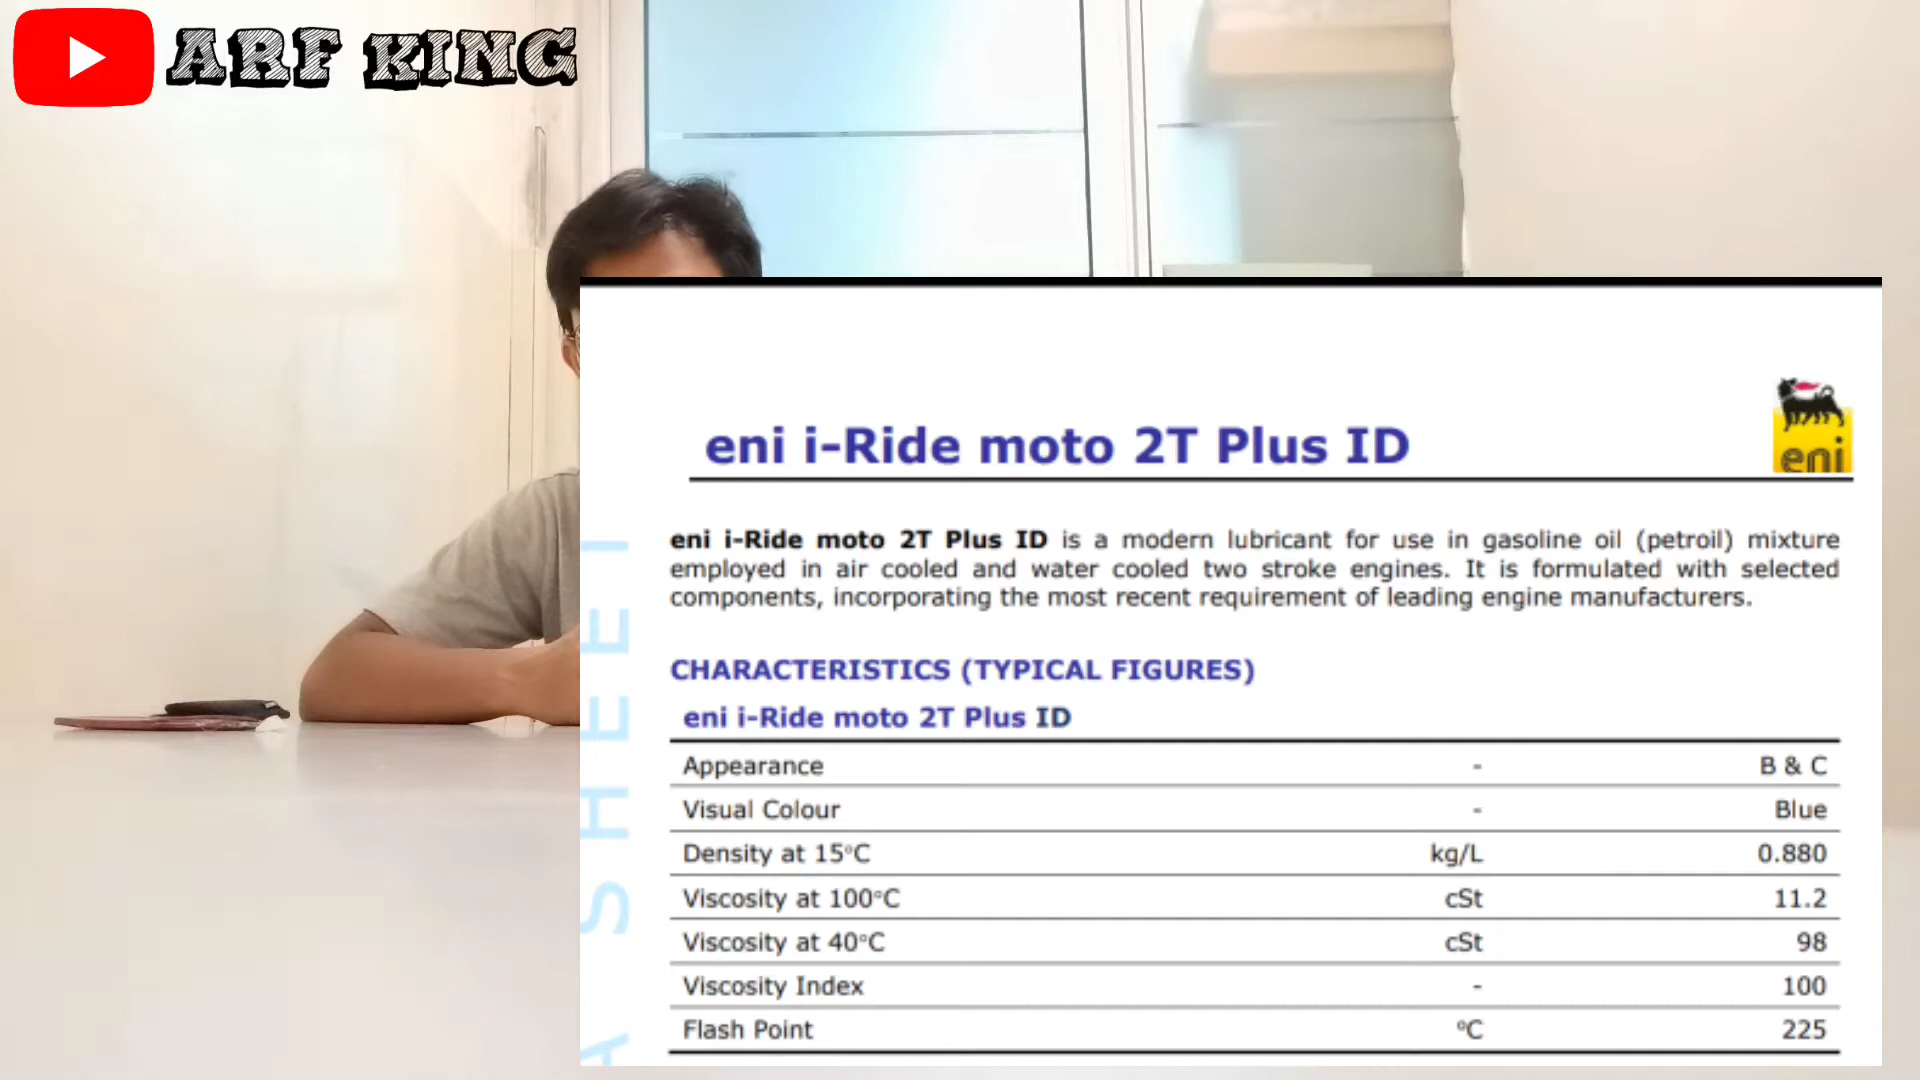 ARF KING
eni i-Ride moto 2T Plus ID
eni
eni i-Ride moto 2T Plus ID is a modern lubricant for use in gasoline oil (petroil) mixture
employed in air cooled and water cooled two stroke engines. It is formulated with selected
components, incorporating the most recent requirement of leading engine manufacturers.
CHARACTERISTICS (TYPICAL FIGURES)
eni i-Ride moto 2T Plus ID
Appearance - B & C
Visual Colour - Blue
Density at 15°C kg/L 0.880
Viscosity at 100°C cSt 11.2
Viscosity at 40°C cSt 98
Viscosity Index - 100
Flash Point °C 225
A SHEET